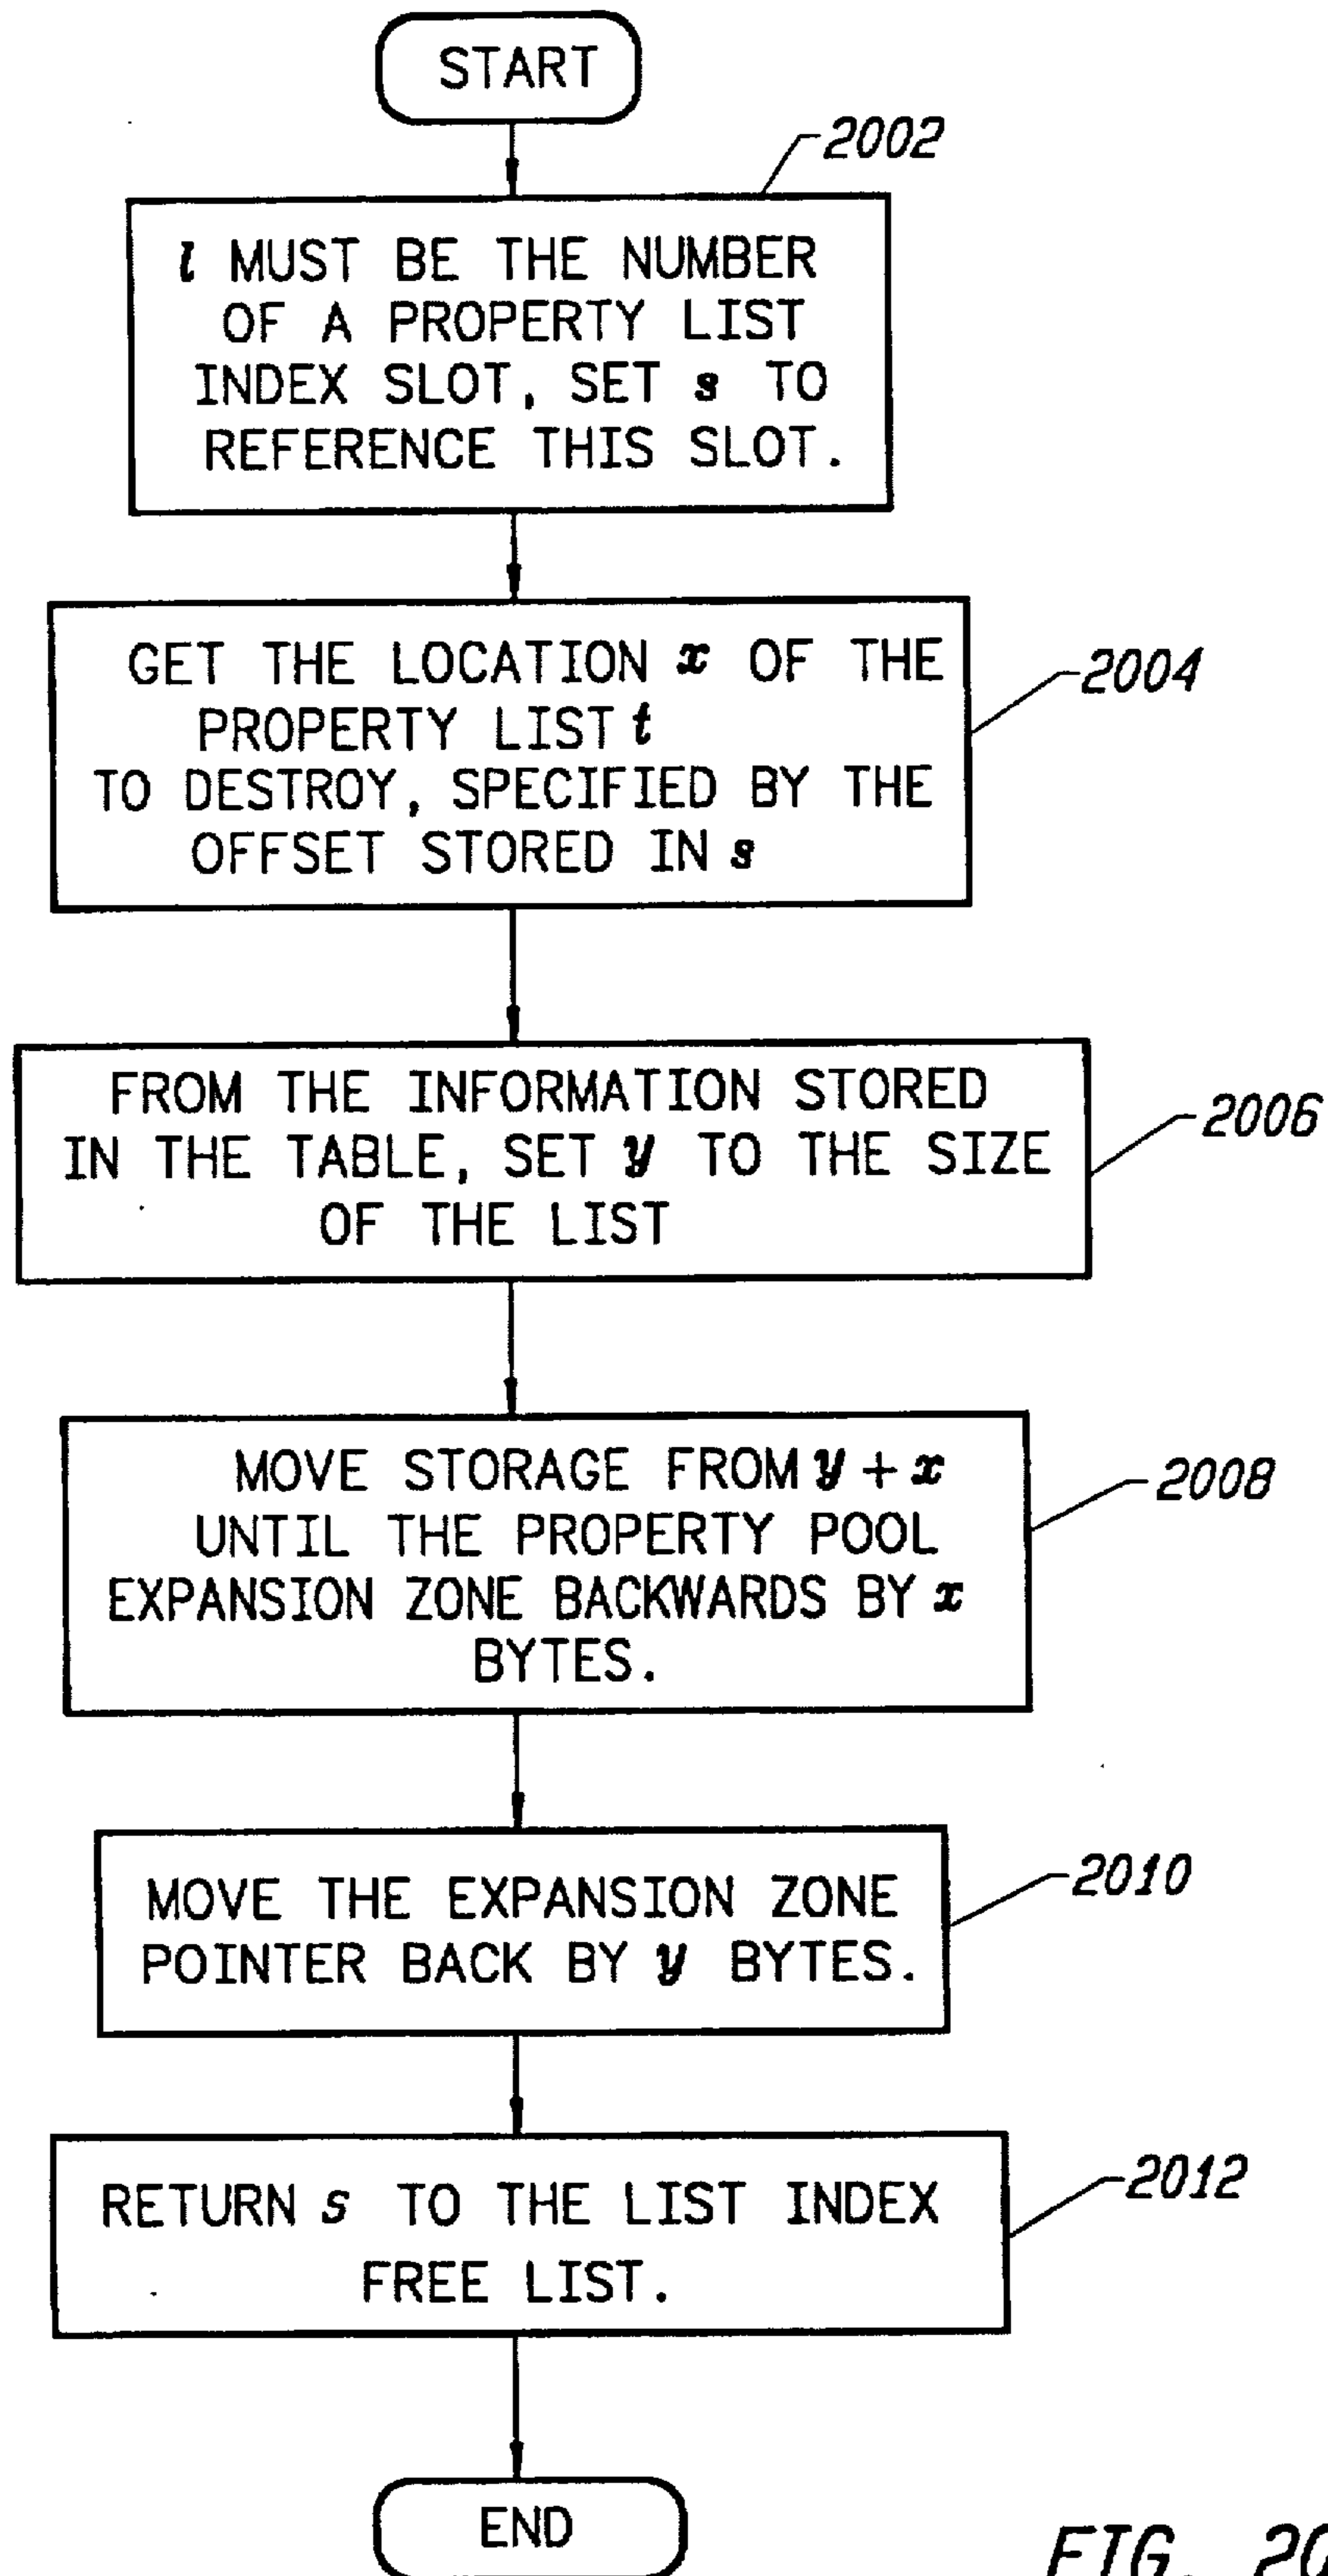 START
2002
l MUST BE THE NUMBER
OF A PROPERTY LIST
INDEX SLOT, SET s TO
REFERENCE THIS SLOT.
GET THE LOCATION x OF THE
PROPERTY LIST t
TO DESTROY, SPECIFIED BY THE
OFFSET STORED IN s
2004
FROM THE INFORMATION STORED
IN THE TABLE, SET y TO THE SIZE
OF THE LIST
2006
MOVE STORAGE FROM y + x
UNTIL THE PROPERTY POOL
EXPANSION ZONE BACKWARDS BY x
BYTES.
2008
MOVE THE EXPANSION ZONE
POINTER BACK BY y BYTES.
2010
RETURN s TO THE LIST INDEX
FREE LIST.
2012
END
FIG. 20